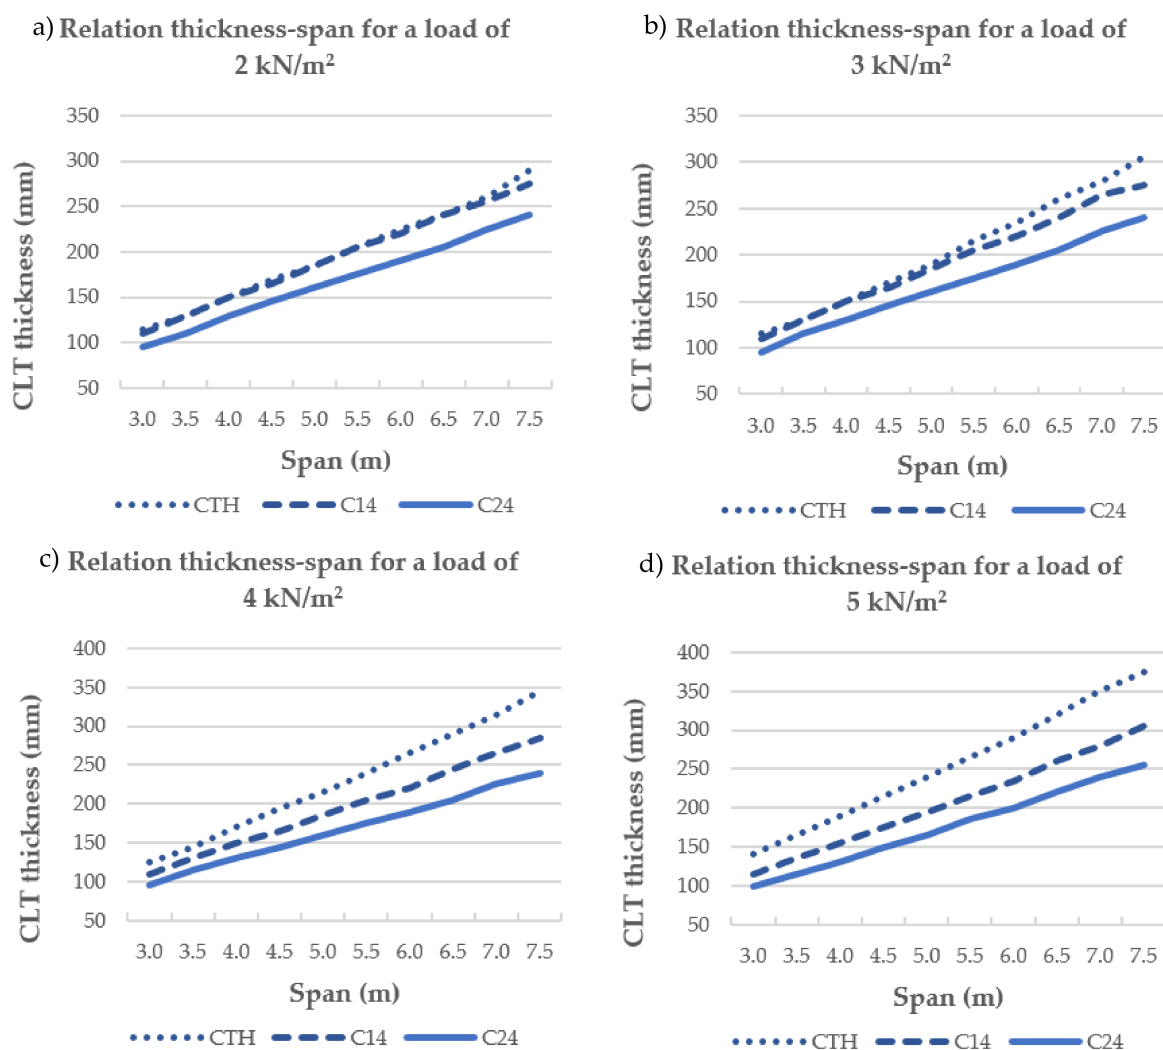 a) Relation thickness-span for a load of
2 kN/m²
CLT thickness (mm)
350
300
250
200
150
100
50
3.0 3.5 4.0 4.5 5.0 5.5 6.0 6.5 7.0 7.5
Span (m)
CTH C14 C24
b) Relation thickness-span for a load of
3 kN/m²
CLT thickness (mm)
350
300
250
200
150
100
50
3.0 3.5 4.0 4.5 5.0 5.5 6.0 6.5 7.0 7.5
Span (m)
CTH C14 C24
c) Relation thickness-span for a load of
4 kN/m²
CLT thickness (mm)
400
350
300
250
200
150
100
50
3.0 3.5 4.0 4.5 5.0 5.5 6.0 6.5 7.0 7.5
Span (m)
CTH C14 C24
d) Relation thickness-span for a load of
5 kN/m²
CLT thickness (mm)
400
350
300
250
200
150
100
50
3.0 3.5 4.0 4.5 5.0 5.5 6.0 6.5 7.0 7.5
Span (m)
CTH C14 C24